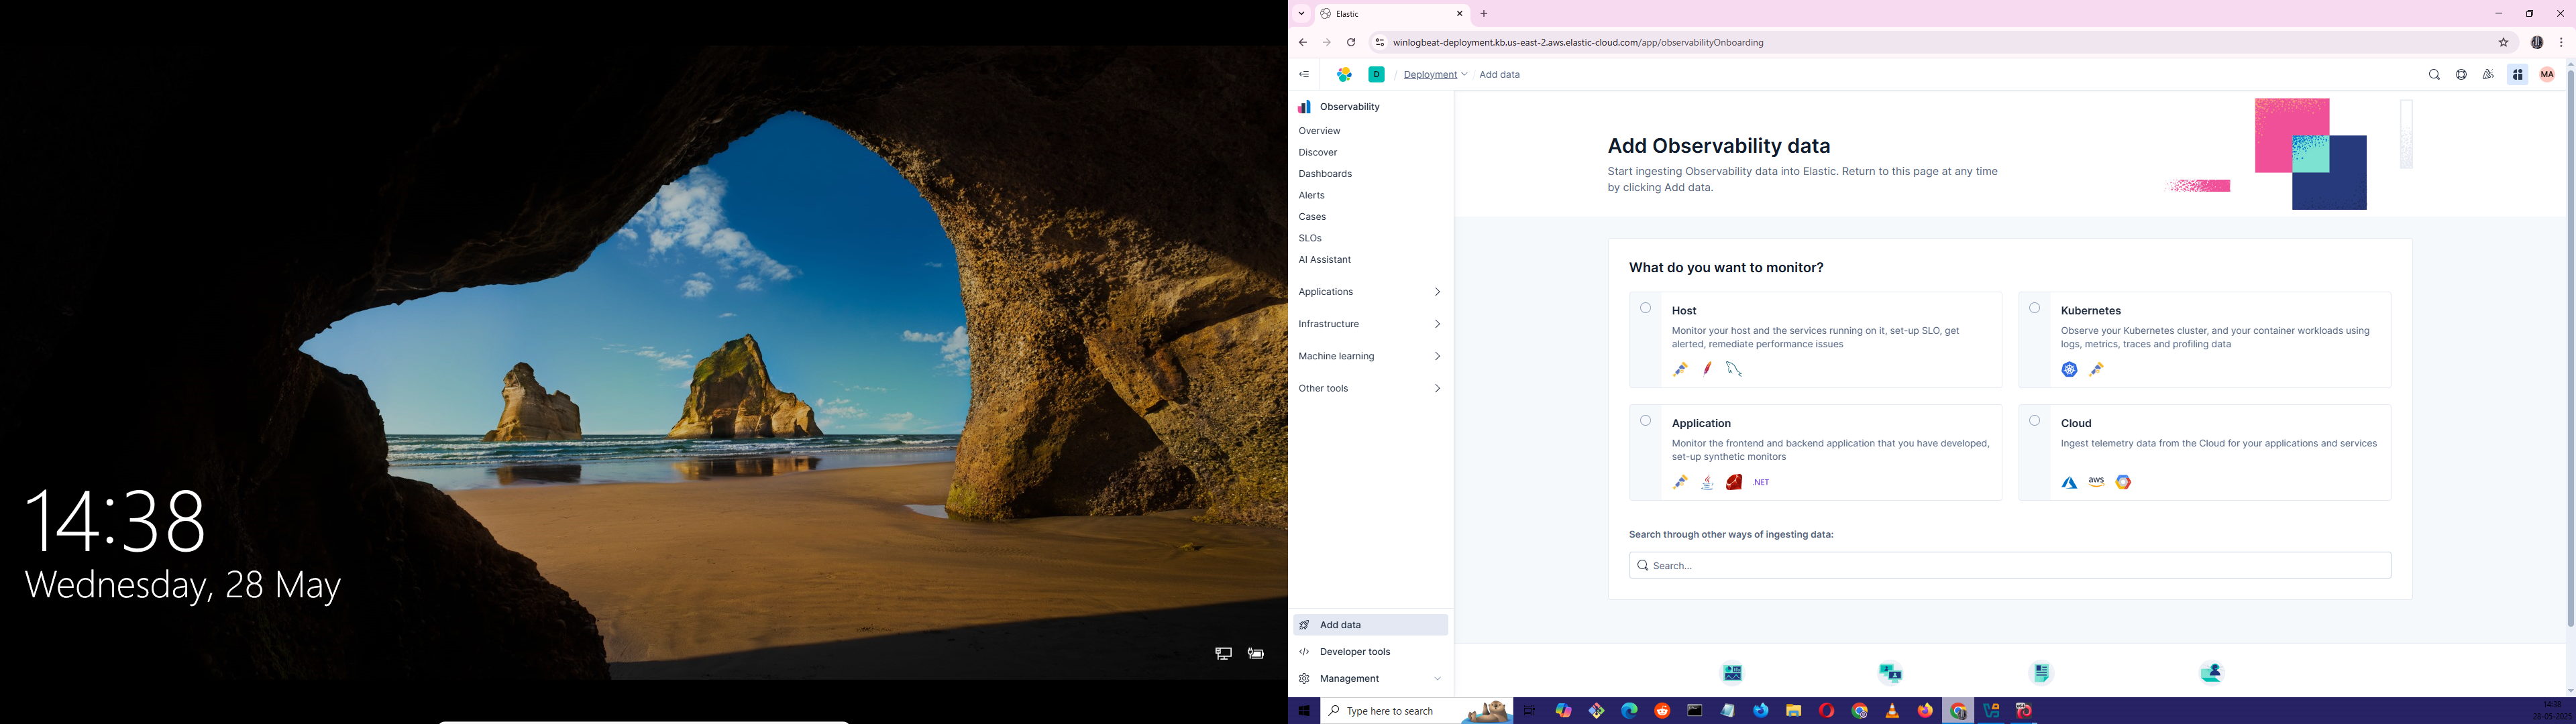 14:38
Wednesday, 28 May
Elastic
winlogbeat-deployment.kb.us-east-2.aws.elastic-cloud.com/app/observabilityOnboarding
D / Deployment / Add data
MA
Observability
Overview
Discover
Dashboards
Alerts
Cases
SLOs
AI Assistant
Applications
Infrastructure
Machine learning
Other tools
Add data
Developer tools
Management
Add Observability data
Start ingesting Observability data into Elastic. Return to this page at any time
by clicking Add data.
What do you want to monitor?
Host
Monitor your host and the services running on it, set-up SLO, get
alerted, remediate performance issues
Kubernetes
Observe your Kubernetes cluster, and your container workloads using
logs, metrics, traces and profiling data
Application
Monitor the frontend and backend application that you have developed,
set-up synthetic monitors
.NET
Cloud
Ingest telemetry data from the Cloud for your applications and services
aws
Search through other ways of ingesting data:
Search...
Type here to search
14:38
28-05-2025